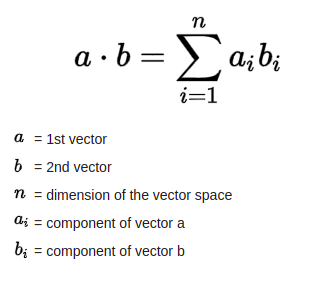 a · b = \sum_{i=1}^{n} a_i b_i
a = 1st vector
b = 2nd vector
n = dimension of the vector space
a_i = component of vector a
b_i = component of vector b